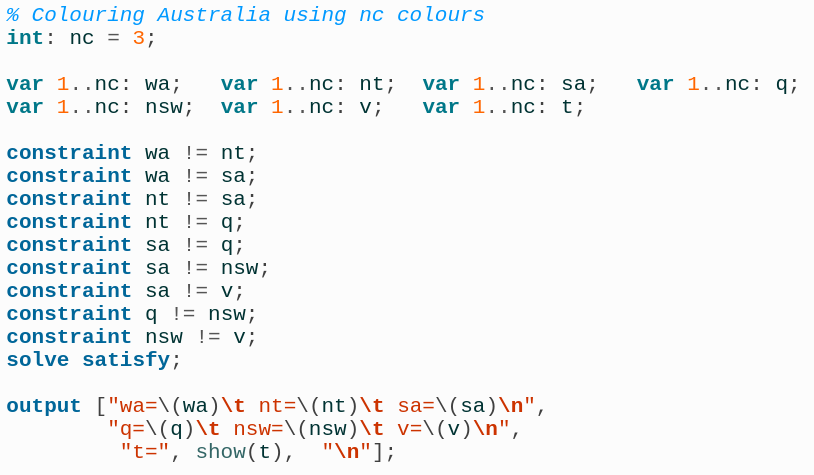 % Colouring Australia using nc colours
int: nc = 3;

var 1..nc: wa;   var 1..nc: nt;  var 1..nc: sa;   var 1..nc: q;
var 1..nc: nsw;  var 1..nc: v;   var 1..nc: t;

constraint wa != nt;
constraint wa != sa;
constraint nt != sa;
constraint nt != q;
constraint sa != q;
constraint sa != nsw;
constraint sa != v;
constraint q != nsw;
constraint nsw != v;
solve satisfy;

output ["wa=\(wa)\t nt=\(nt)\t sa=\(sa)\n",
        "q=\(q)\t nsw=\(nsw)\t v=\(v)\n",
         "t=", show(t),  "\n"];